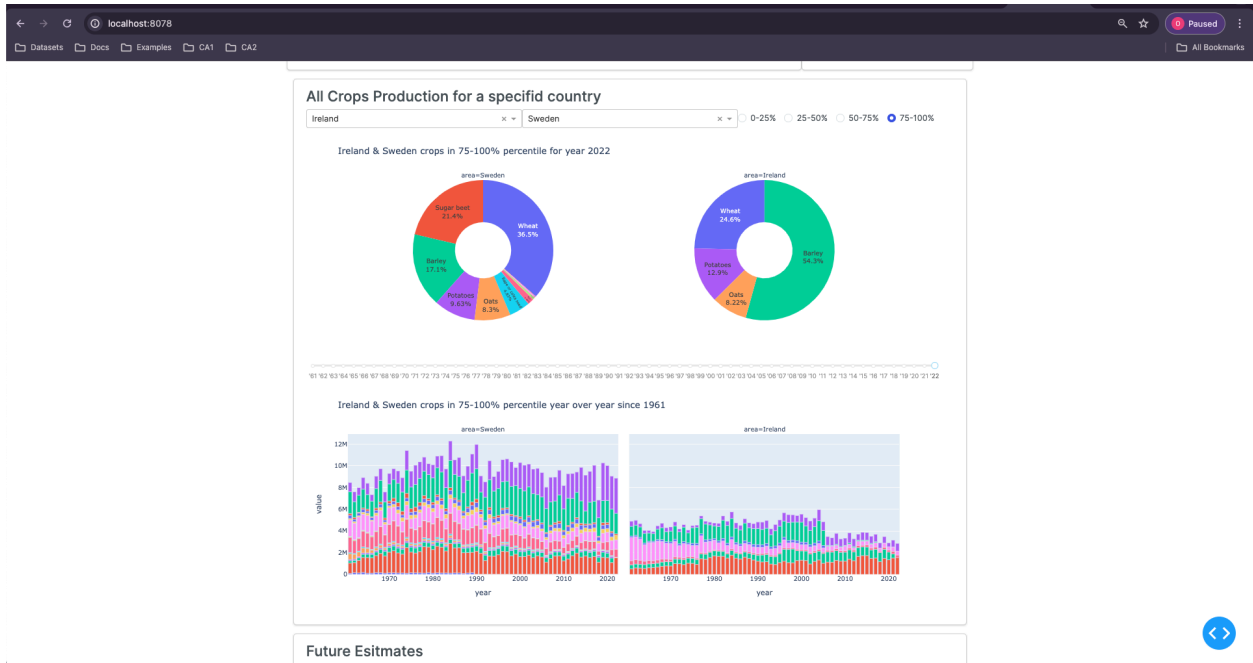 localhost:8078
Paused
Datasets Docs Examples CA1 CA2 All Bookmarks
All Crops Production for a specifid country
Ireland × Sweden × 0-25% 25-50% 50-75% 75-100%
Ireland & Sweden crops in 75-100% percentile for year 2022
area=Sweden area=Ireland
Sugar beet
21.4%
Wheat
36.5%
Barley
17.1%
Potatoes
9.63%
Oats
8.3%
Wheat
24.6%
Barley
54.3%
Potatoes
12.9%
Oats
8.22%
'61 '62 '63 '64 '65 '66 '67 '68 '69 '70 '71 '72 '73 '74 '75 '76 '77 '78 '79 '80 '81 '82 '83 '84 '85 '86 '87 '88 '89 '90 '91 '92 '93 '94 '95 '96 '97 '98 '99 '00 '01 '02 '03 '04 '05 '06 '07 '08 '09 '10 '11 '12 '13 '14 '15 '16 '17 '18 '19 '20 '21 '22
Ireland & Sweden crops in 75-100% percentile year over year since 1961
area=Sweden area=Ireland
12M
10M
8M
6M
4M
2M
0
value
1970 1980 1990 2000 2010 2020 1970 1980 1990 2000 2010 2020
year year
Future Esitmates